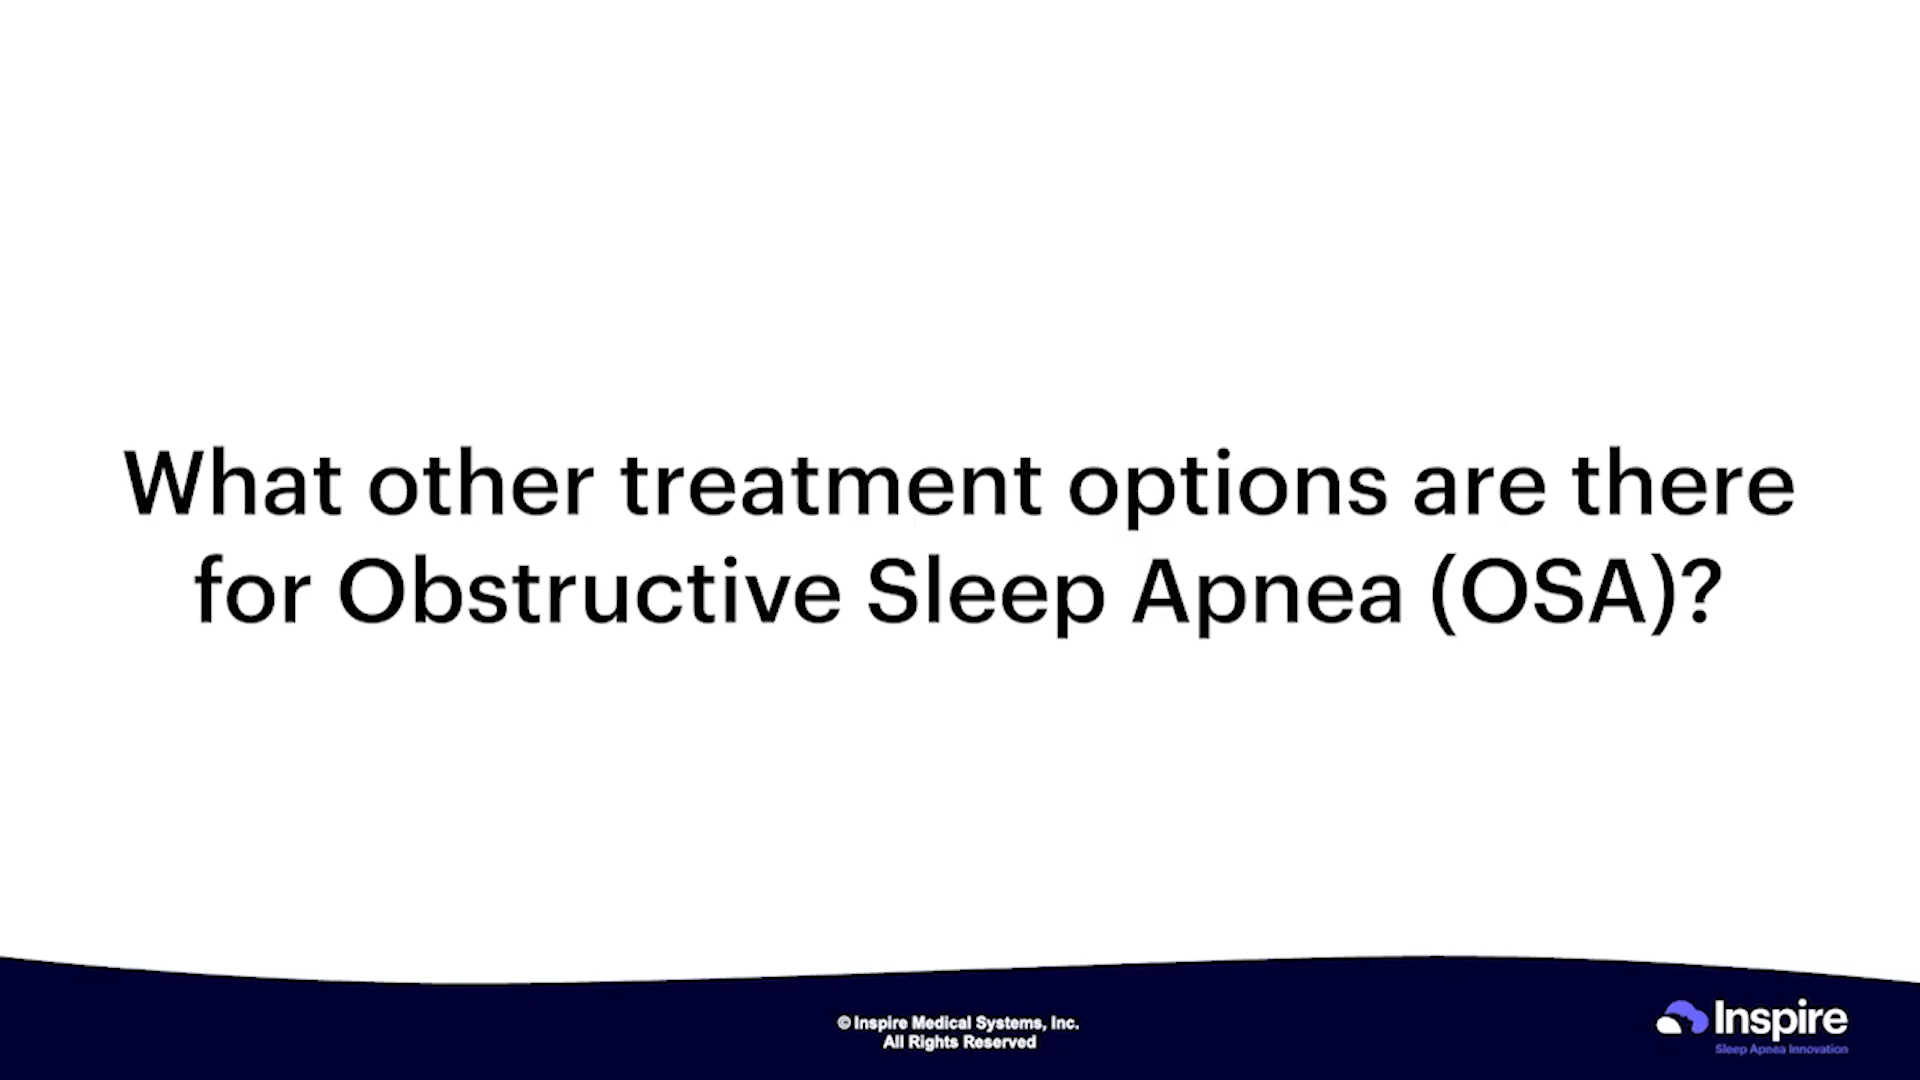 What other treatment options are there
for Obstructive Sleep Apnea (OSA)?
© Inspire Medical Systems, Inc.
All Rights Reserved
Inspire
Sleep Apnea Innovation